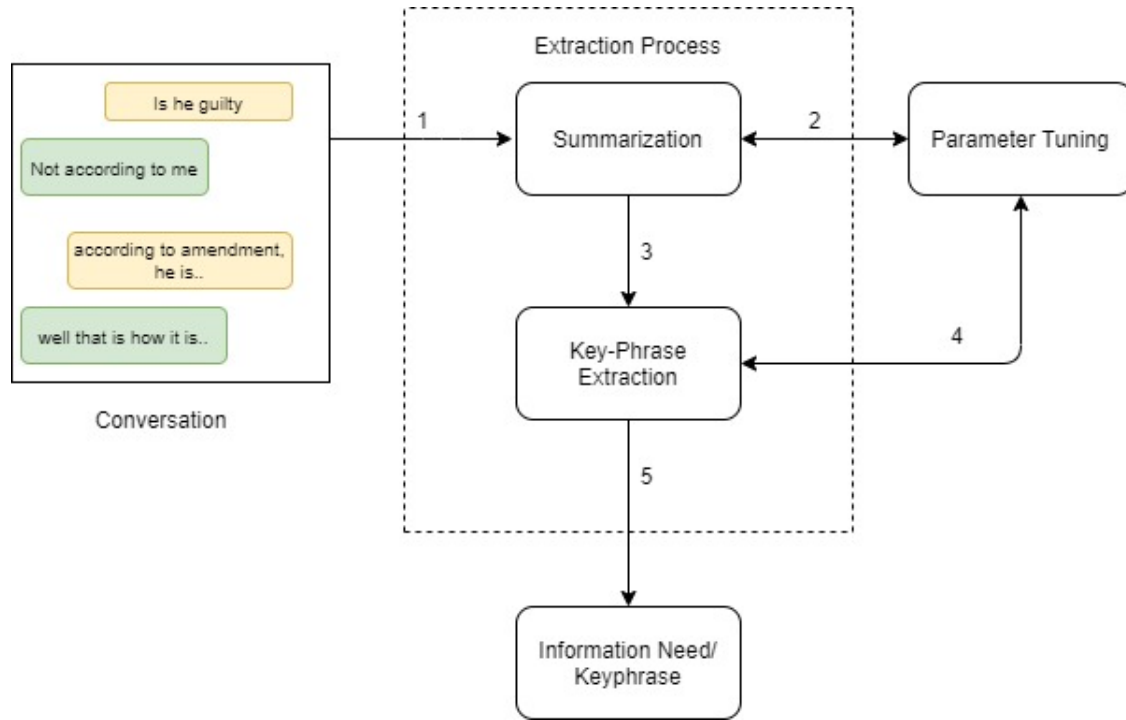 Extraction Process
Is he guilty
Not according to me
according to amendment,
he is..
well that is how it is..
Conversation
1
Summarization
2
Parameter Tuning
3
Key-Phrase
Extraction
4
5
Information Need/
Keyphrase